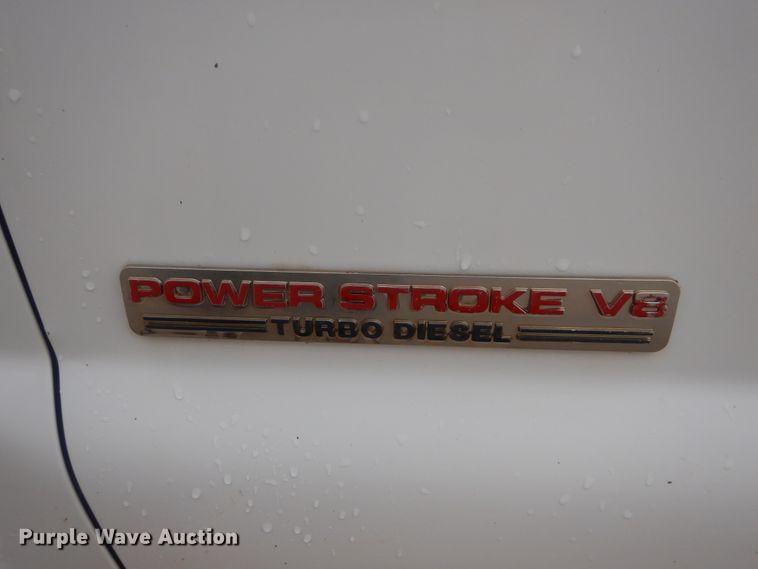 POWER STROKE V8
TURBO DIESEL
Purple Wave Auction®